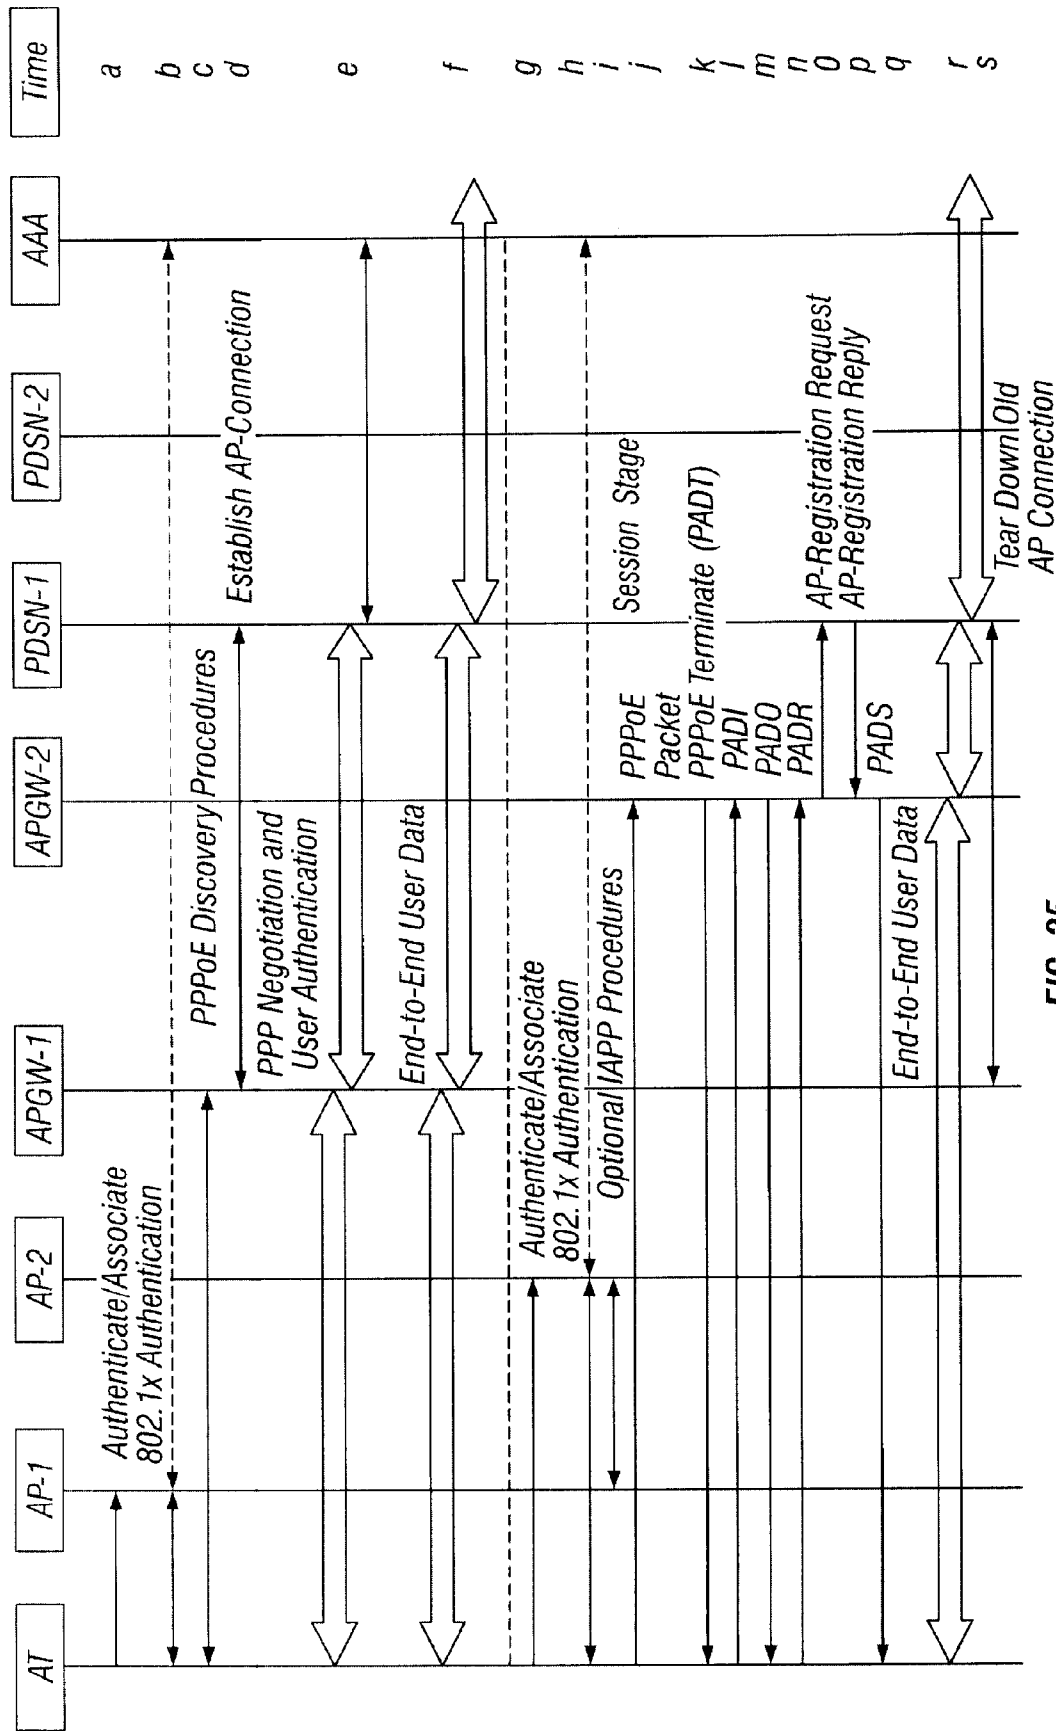 AT
AP-1
AP-2
APGW-1
APGW-2
PDSN-1
PDSN-2
AAA
Time
a
Authenticate/Associate
b
802.1x Authentication
c
PPPoE Discovery Procedures
d
Establish AP-Connection
PPP Negotiation and
User Authentication
e
End-to-End User Data
f
Authenticate/Associate
g
802.1x Authentication
h
Optional IAPP Procedures
i
PPPoE
Packet
Session Stage
j
PPPoE Terminate (PADT)
k
PADI
l
PADO
m
PADR
n
AP-Registration Request
o
AP-Registration Reply
p
PADS
q
End-to-End User Data
r
s
Tear Down Old
AP Connection